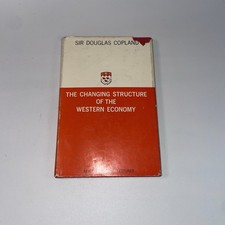 SIR DOUGLAS COPLAND
THE CHANGING STRUCTURE
OF THE
WESTERN ECONOMY